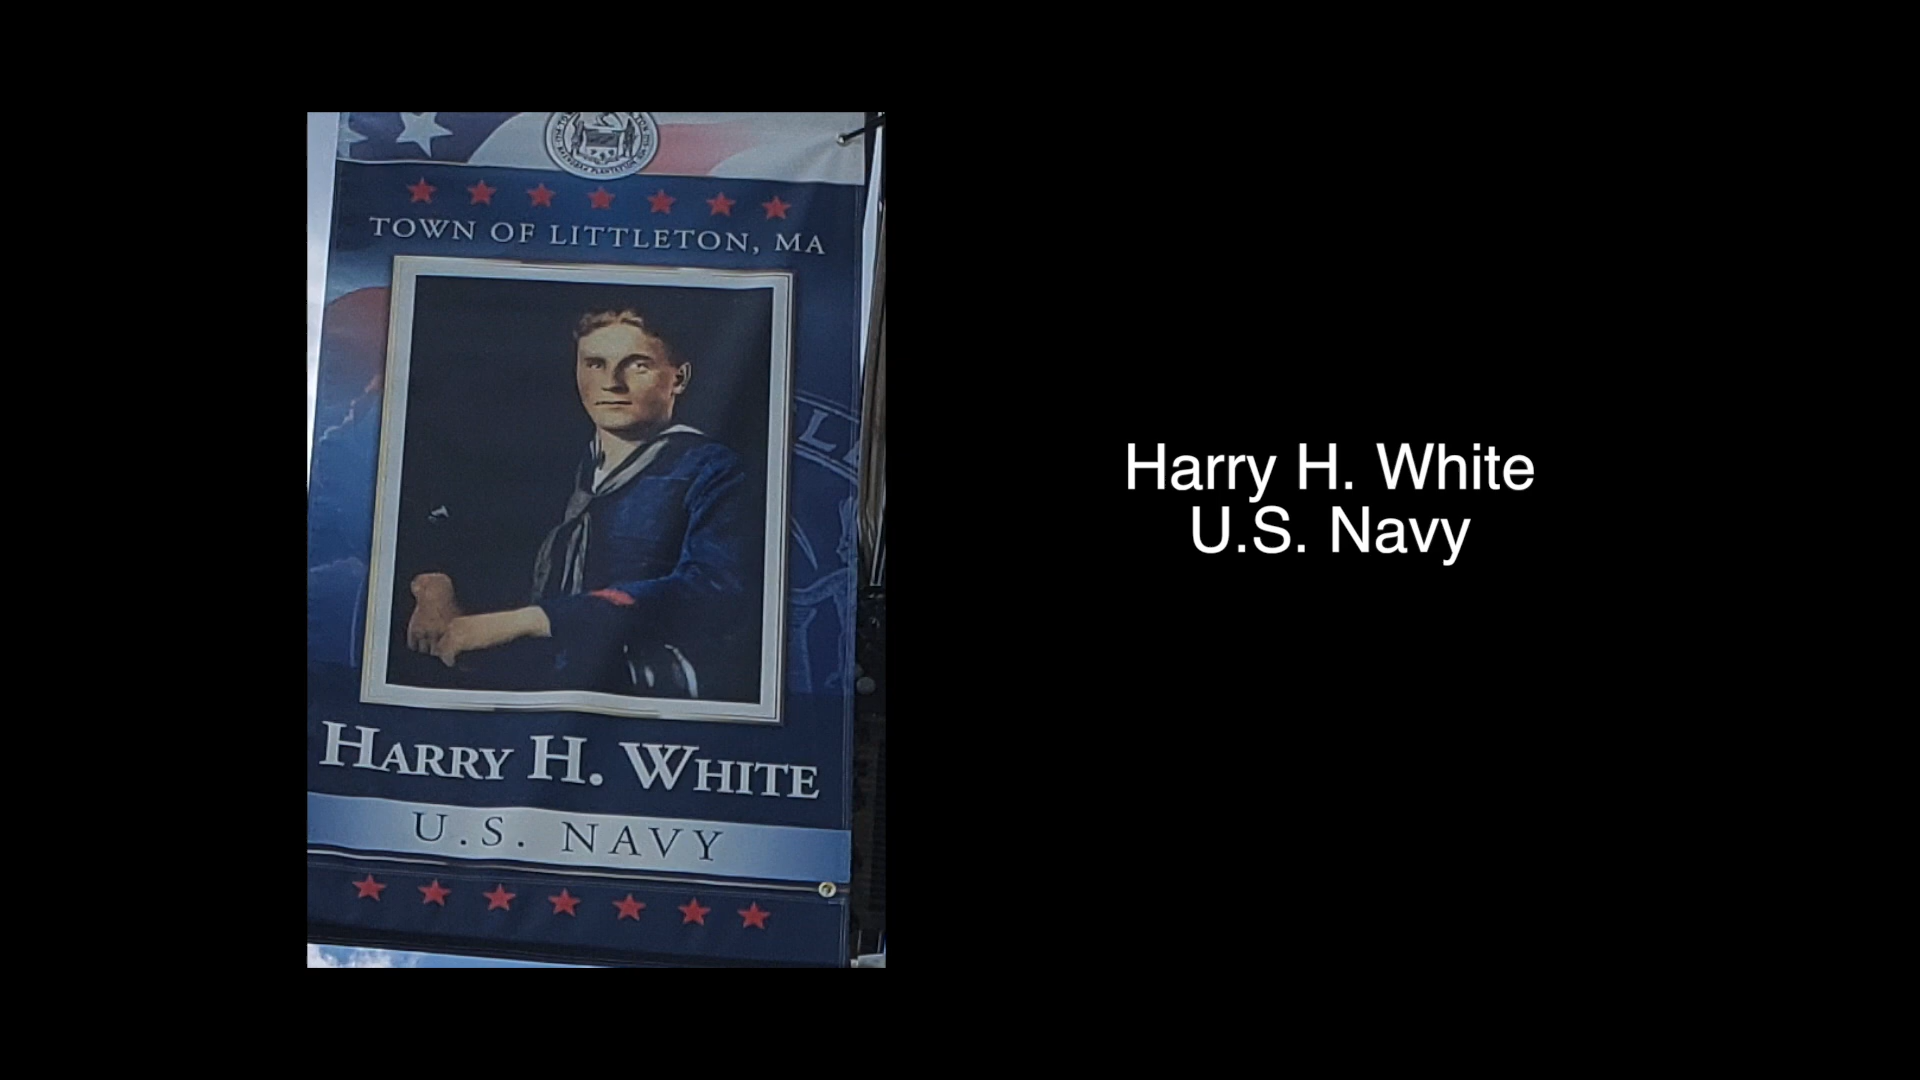 TOWN OF LITTLETON, MA
HARRY H. WHITE
U.S. NAVY
Harry H. White
U.S. Navy